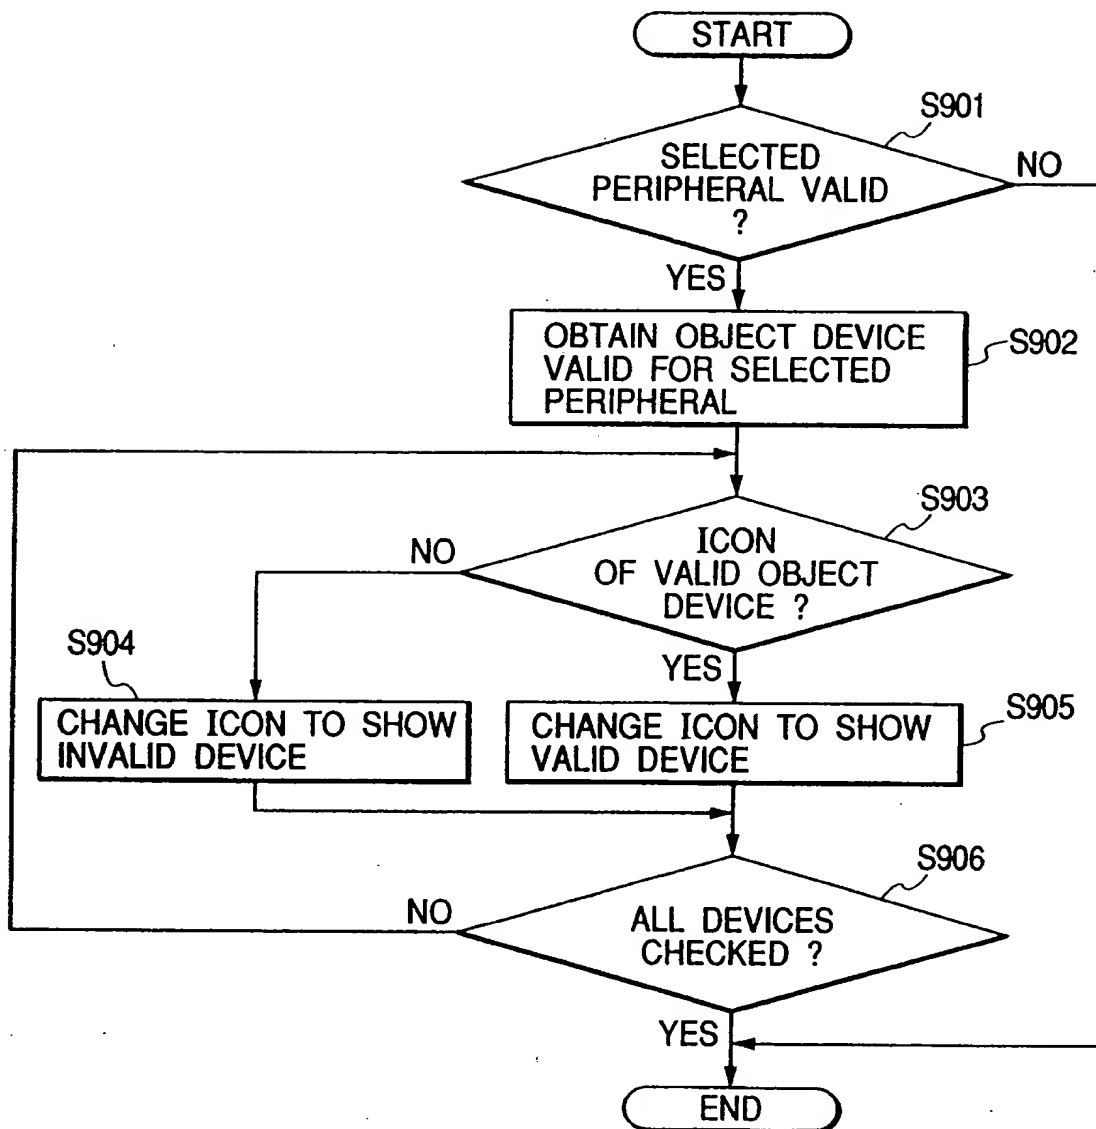 START
S901
SELECTED
PERIPHERAL VALID
?
NO
YES
OBTAIN OBJECT DEVICE
VALID FOR SELECTED
PERIPHERAL
S902
S903
ICON
OF VALID OBJECT
DEVICE ?
NO
YES
S904
CHANGE ICON TO SHOW
INVALID DEVICE
CHANGE ICON TO SHOW
VALID DEVICE
S905
S906
ALL DEVICES
CHECKED ?
NO
YES
END